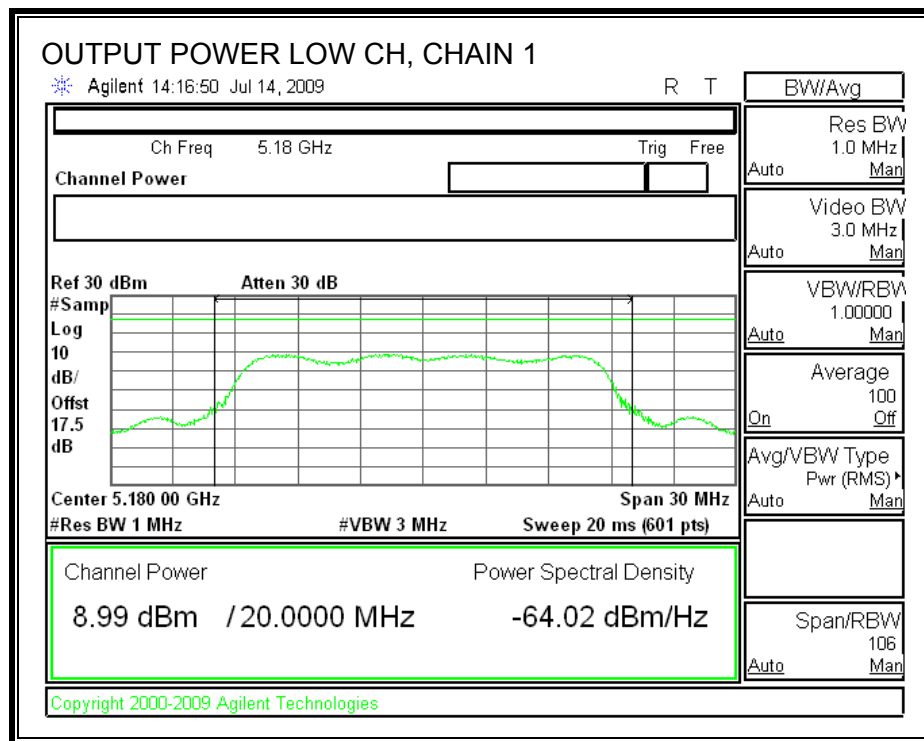 OUTPUT POWER LOW CH, CHAIN 1
Agilent 14:16:50 Jul 14, 2009
R T
Ch Freq 5.18 GHz
Trig Free
Channel Power
Ref 30 dBm
Atten 30 dB
#Samp
Log
10
dB/
Offst
17.5
dB
Center 5.180 00 GHz
Span 30 MHz
#Res BW 1 MHz
#VBW 3 MHz
Sweep 20 ms (601 pts)
Channel Power
Power Spectral Density
8.99 dBm /20.0000 MHz
-64.02 dBm/Hz
Copyright 2000-2009 Agilent Technologies
BW/Avg
Res BW
1.0 MHz
Auto Man
Video BW
3.0 MHz
Auto Man
VBW/RBW
1.00000
Auto Man
Average
100
On Off
Avg/VBW Type
Pwr (RMS)
Auto Man
Span/RBW
106
Auto Man